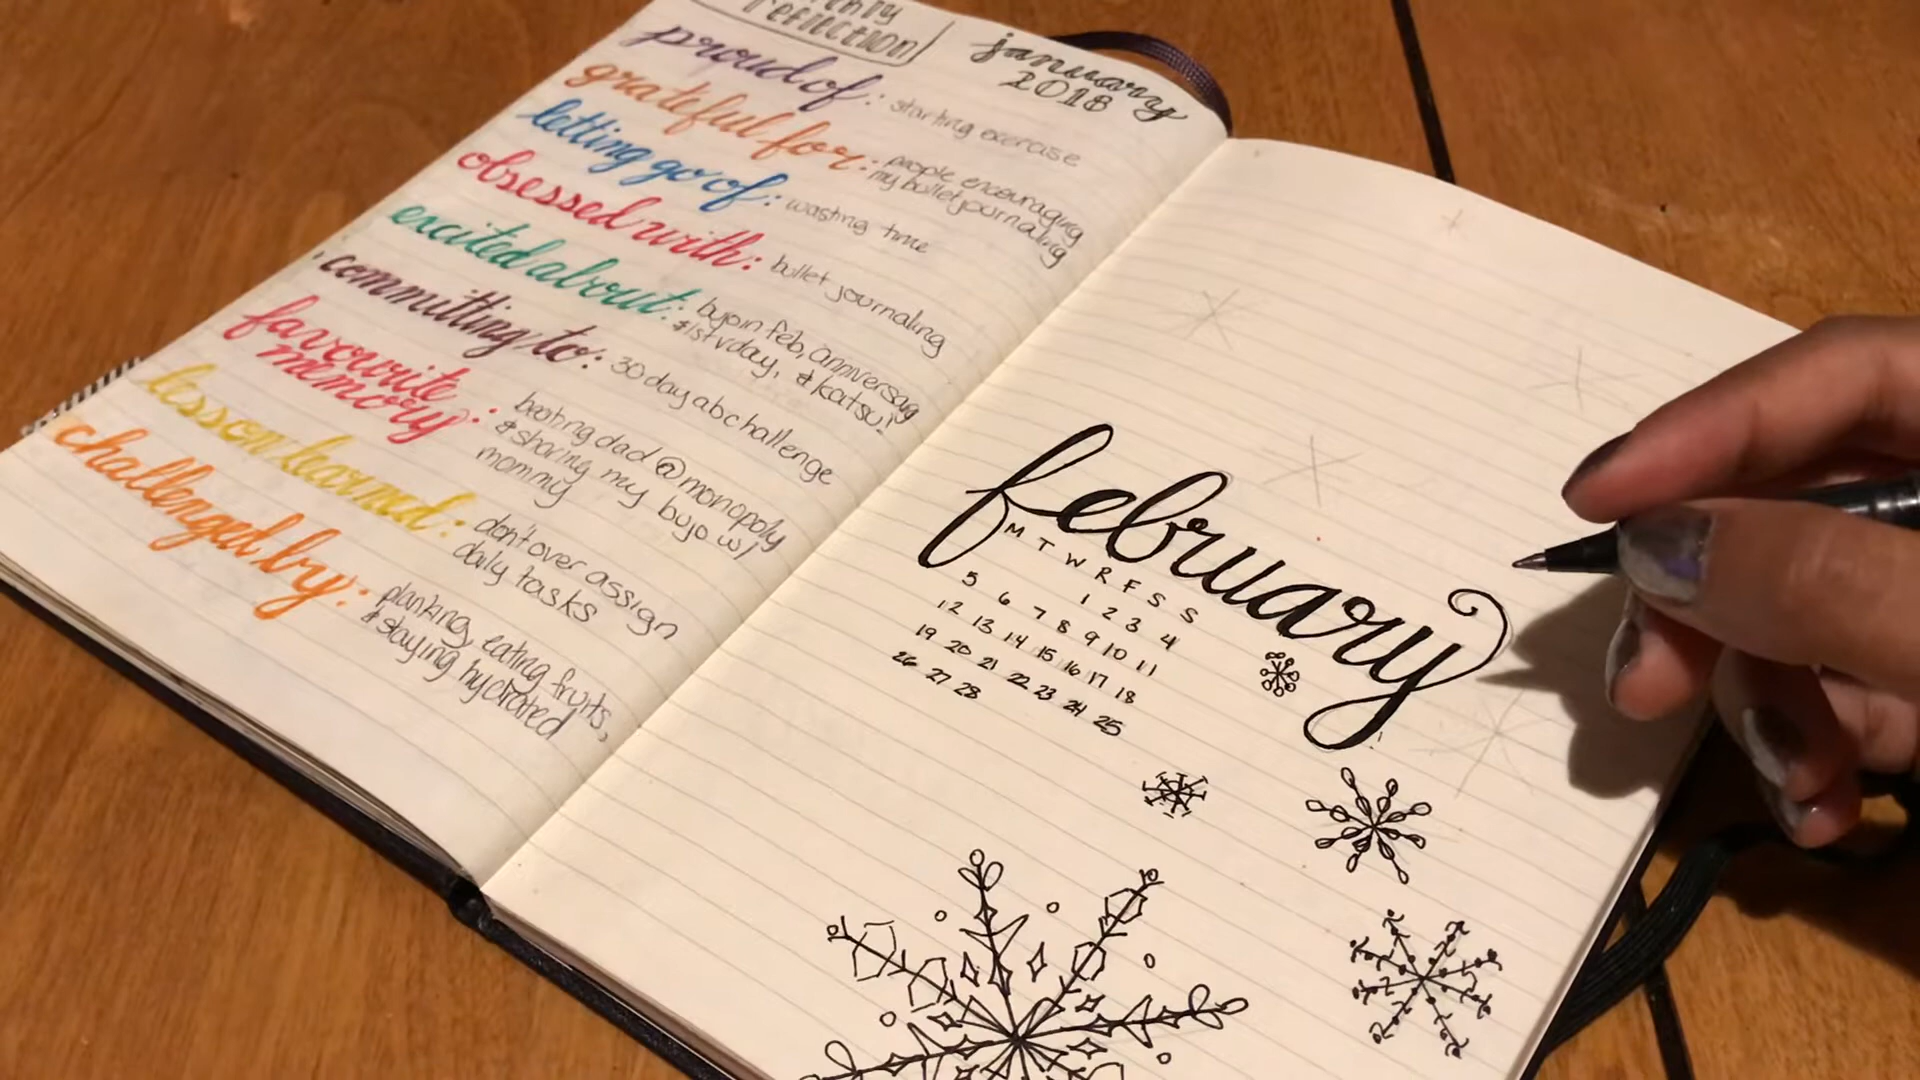 reflection
january
2018
proud of: starting exercise
grateful for: people encouraging
my bullet journaling
letting go of: wasting time
obsessed with: bullet journaling
excited about: bujo in feb, anniversary
& 1st vday, & katsu!
committing to: 30 day ab challenge
favourite
memory: beating dad @ monopoly
& sharing my bujo w/
mommy
lesson learned: don't over assign
daily tasks
challenged by: planking, eating fruits,
& staying hydrated
february
M T W R F S S
1 2 3 4
5 6 7 8 9 10 11
12 13 14 15 16 17 18
19 20 21 22 23 24 25
26 27 28